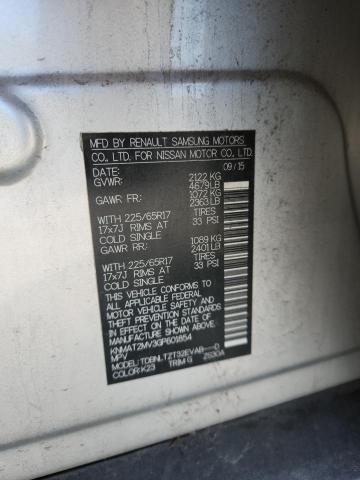 MFD BY RENAULT SAMSUNG MOTORS
CO., LTD. FOR NISSAN MOTOR CO., LTD.
DATE: 09/15
GVWR: 2122 KG
4679 LB
GAWR FR: 1072 KG
2363 LB
WITH 225/65R17 TIRES
17x7J RIMS AT 33 PSI
COLD SINGLE
GAWR RR: 1089 KG
2401 LB
WITH 225/65R17 TIRES
17x7J RIMS AT 33 PSI
COLD SINGLE
THIS VEHICLE CONFORMS TO ALL
APPLICABLE FEDERAL
MOTOR VEHICLE SAFETY AND
IN EFFECT ON THE DATE OF
MANUFACTURE SHOWN ABOVE.
KNMAT2MV3GP601854
MPV
MODEL: TDBNLTZT32EVAB---D
COLOR: K23 TRIM: G ZS30A